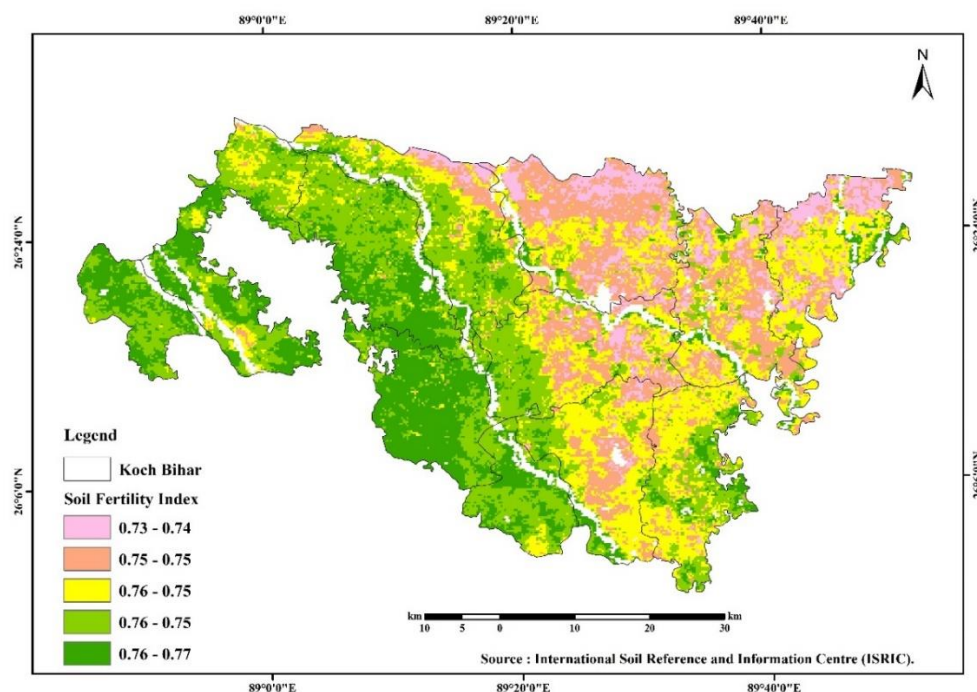 89°0'0"E 89°20'0"E 89°40'0"E
N
26°24'0"N 26°24'0"N
26°6'0"N 26°6'0"N
Legend
Koch Bihar
Soil Fertility Index
0.73 - 0.74
0.75 - 0.75
0.76 - 0.75
0.76 - 0.75
0.76 - 0.77
km km
10 5 0 10 20 30
Source : International Soil Reference and Information Centre (ISRIC).
89°0'0"E 89°20'0"E 89°40'0"E